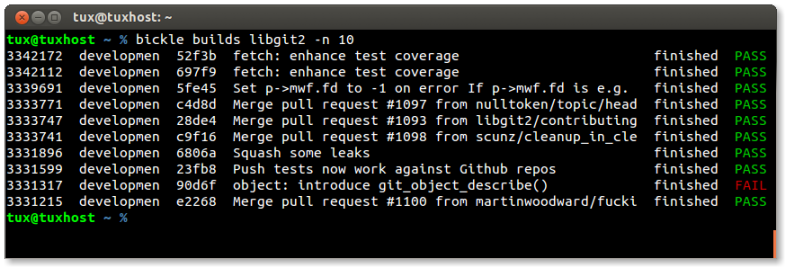 tux@tuxhost: ~
tux@tuxhost ~ % bickle builds libgit2 -n 10
3342172 developmen 52f3b fetch: enhance test coverage finished PASS
3342112 developmen 697f9 fetch: enhance test coverage finished PASS
3339691 developmen 5fe45 Set p->mwf.fd to -1 on error If p->mwf.fd is e.g. finished PASS
3333771 developmen c4d8d Merge pull request #1097 from nulltoken/topic/head finished PASS
3333747 developmen 28de4 Merge pull request #1093 from libgit2/contributing finished PASS
3333741 developmen c9f16 Merge pull request #1098 from scunz/cleanup_in_cle finished PASS
3331896 developmen 6806a Squash some leaks finished PASS
3331599 developmen 23fb8 Push tests now work against Github repos finished PASS
3331317 developmen 90d6f object: introduce git_object_describe() finished FAIL
3331215 developmen e2268 Merge pull request #1100 from martinwoodward/fucki finished PASS
tux@tuxhost ~ %